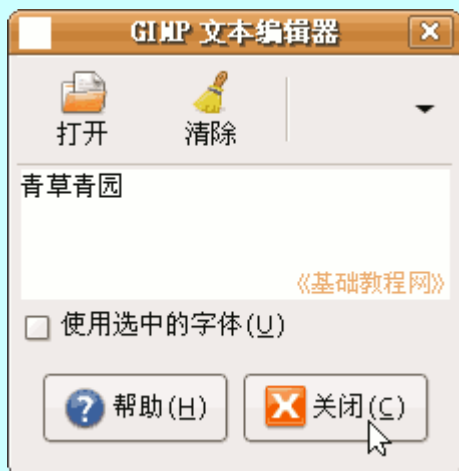 GIMP 文本编辑器
打开 清除
青草青园
《基础教程网》
使用选中的字体(U)
帮助(H) 关闭(C)